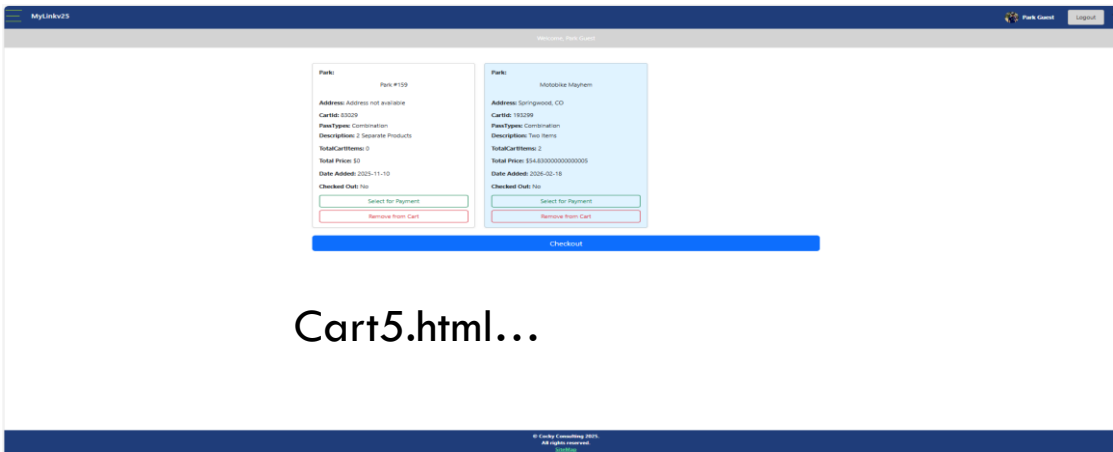 MyLinkv25
Park Guest
Logout
Welcome, Park Guest
Park:
Park #159
Address: Address not available
CartId: 83029
PassTypes: Combination
Description: 2 Separate Products
TotalCartItems: 0
Total Price: $0
Date Added: 2025-11-10
Checked Out: No
Select for Payment
Remove from Cart
Park:
Motobike Mayhem
Address: Springwood, CO
CartId: 193299
PassTypes: Combination
Description: Two Items
TotalCartItems: 2
Total Price: $54.830000000000005
Date Added: 2026-02-18
Checked Out: No
Select for Payment
Remove from Cart
Checkout
Cart5.html...
© Cocky Consulting 2025.
All rights reserved.
SiteMap